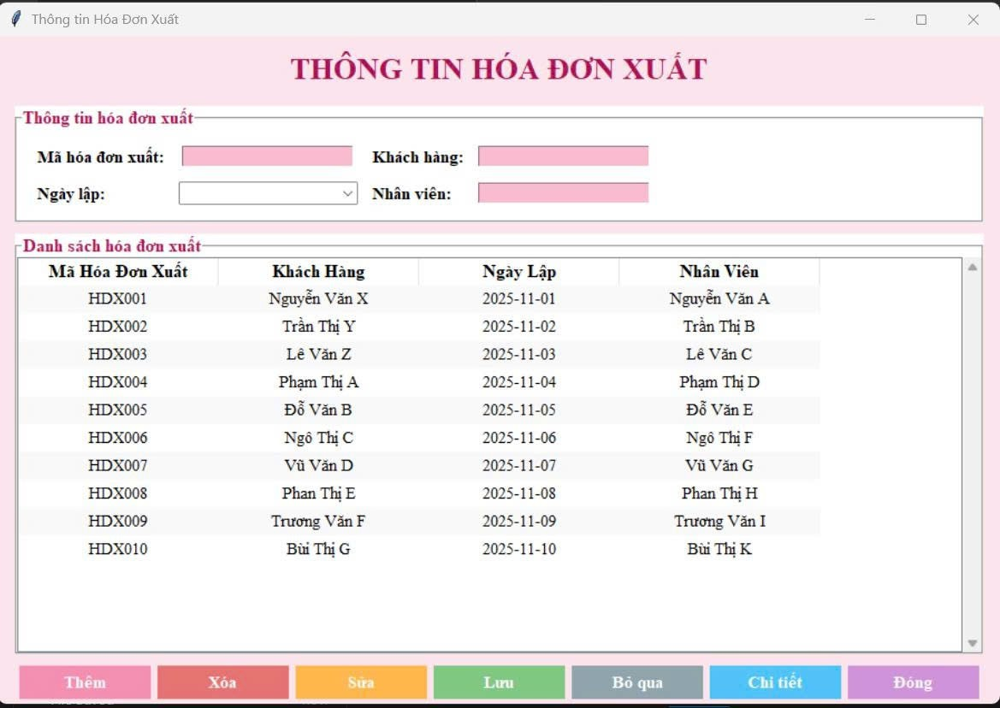 Thông tin Hóa Đơn Xuất
THÔNG TIN HÓA ĐƠN XUẤT
Thông tin hóa đơn xuất
Mã hóa đơn xuất: Khách hàng:
Ngày lập: Nhân viên:
Danh sách hóa đơn xuất
Mã Hóa Đơn Xuất Khách Hàng Ngày Lập Nhân Viên
HDX001 Nguyễn Văn X 2025-11-01 Nguyễn Văn A
HDX002 Trần Thị Y 2025-11-02 Trần Thị B
HDX003 Lê Văn Z 2025-11-03 Lê Văn C
HDX004 Phạm Thị A 2025-11-04 Phạm Thị D
HDX005 Đỗ Văn B 2025-11-05 Đỗ Văn E
HDX006 Ngô Thị C 2025-11-06 Ngô Thị F
HDX007 Vũ Văn D 2025-11-07 Vũ Văn G
HDX008 Phan Thị E 2025-11-08 Phan Thị H
HDX009 Trương Văn F 2025-11-09 Trương Văn I
HDX010 Bùi Thị G 2025-11-10 Bùi Thị K
Thêm Xóa Sửa Lưu Bỏ qua Chi tiết Đóng